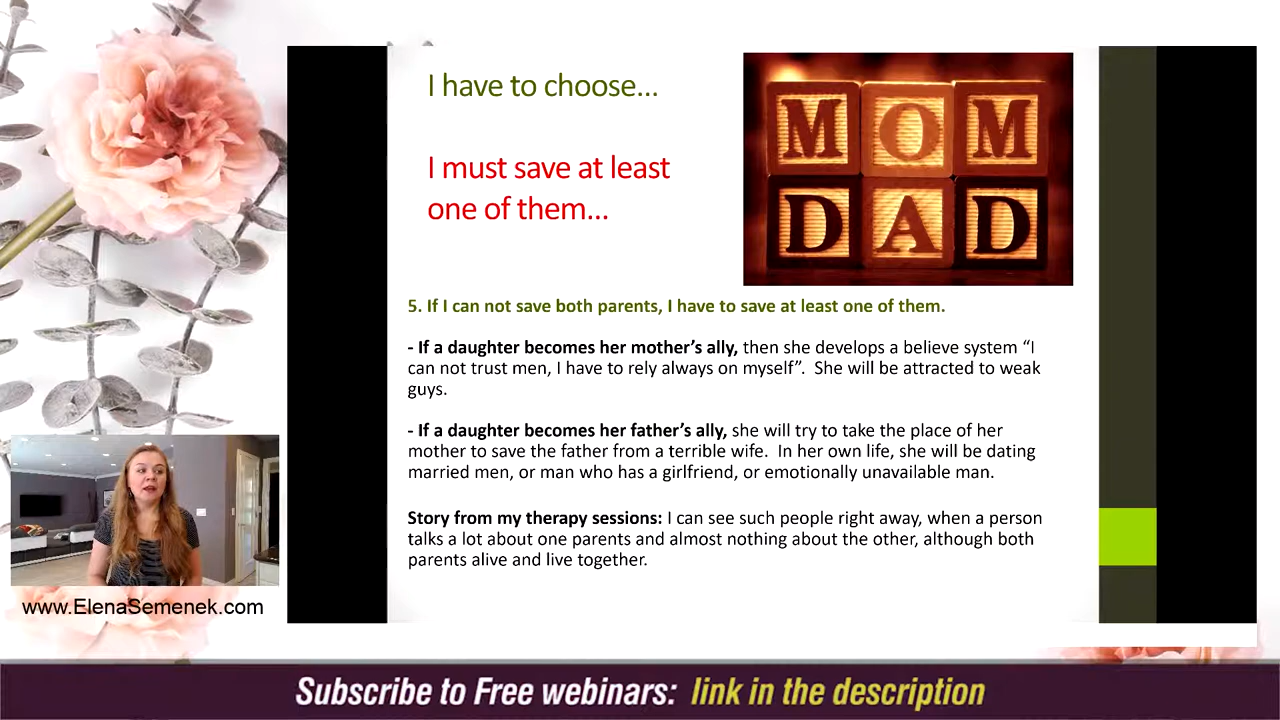 I have to choose...
I must save at least
one of them...
MOM
DAD
5. If I can not save both parents, I have to save at least one of them.
- If a daughter becomes her mother’s ally, then she develops a believe system “I
can not trust men, I have to rely always on myself”.  She will be attracted to weak
guys.
- If a daughter becomes her father’s ally, she will try to take the place of her
mother to save the father from a terrible wife.  In her own life, she will be dating
married men, or man who has a girlfriend, or emotionally unavailable man.
Story from my therapy sessions: I can see such people right away, when a person
talks a lot about one parents and almost nothing about the other, although both
parents alive and live together.
www.ElenaSemenek.com
Subscribe to Free webinars: link in the description